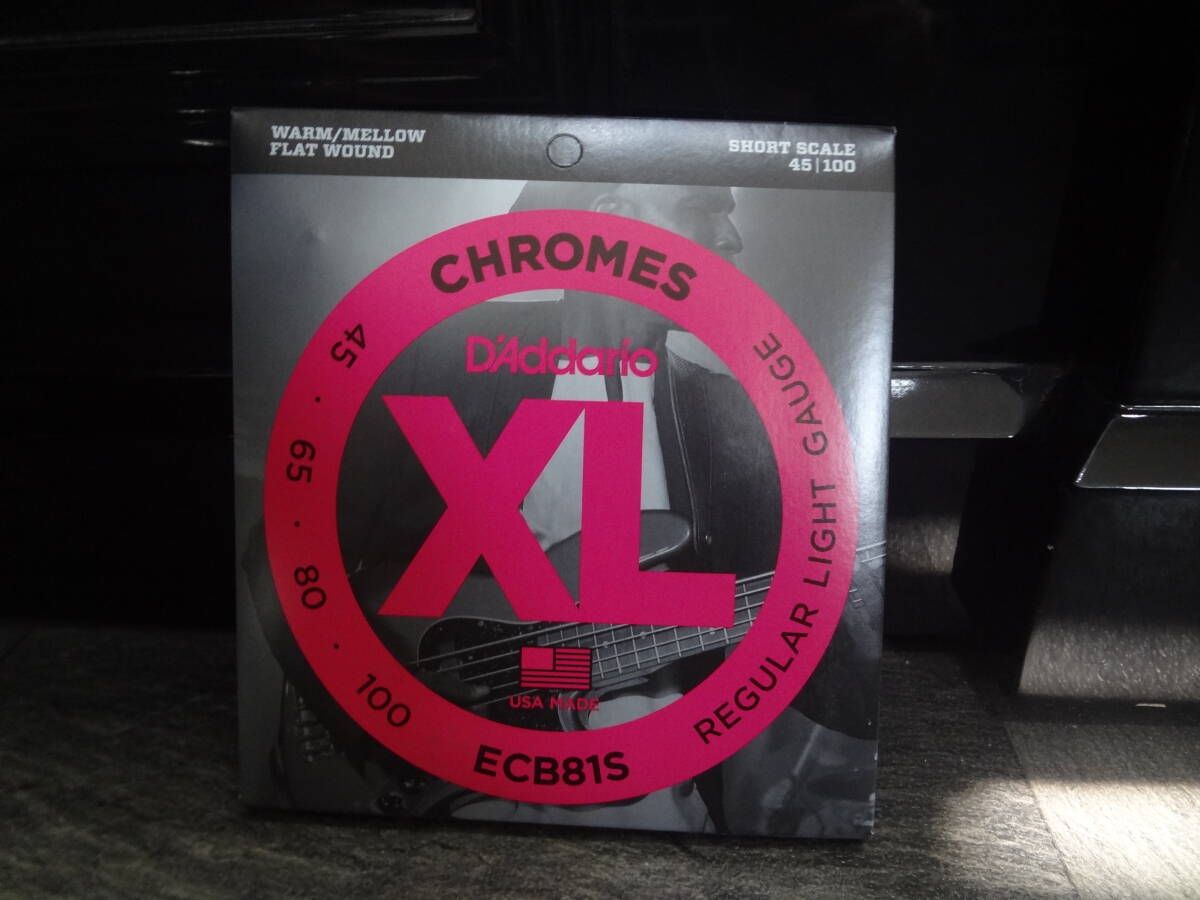 WARM/MELLOW
FLAT WOUND
SHORT SCALE
45|100
CHROMES
D'Addario
XL
45 · 65 · 80 · 100
REGULAR LIGHT GAUGE
USA MADE
ECB81S